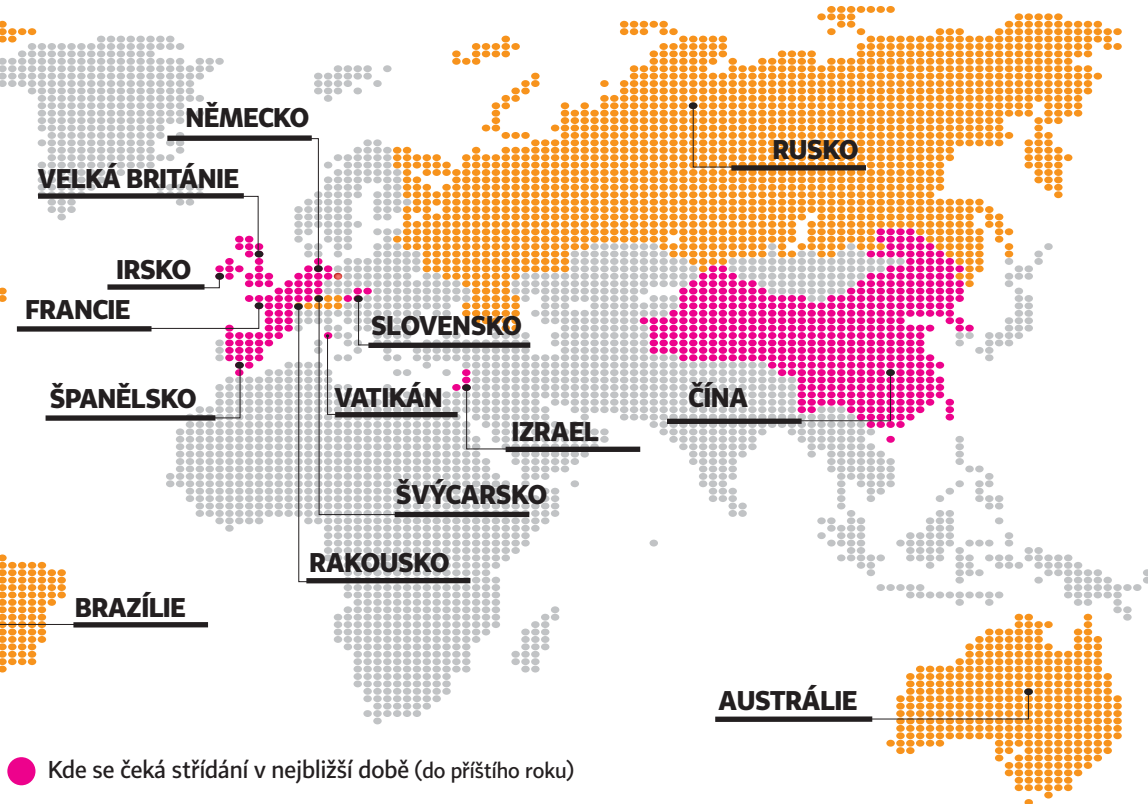 NĚMECKO
RUSKO
VELKÁ BRITÁNIE
IRSKO
FRANCIE
SLOVENSKO
ŠPANĚLSKO
VATIKÁN
ČÍNA
IZRAEL
ŠVÝCARSKO
RAKOUSKO
BRAZÍLIE
AUSTRÁLIE
Kde se čeká střídání v nejbližší době (do příštího roku)